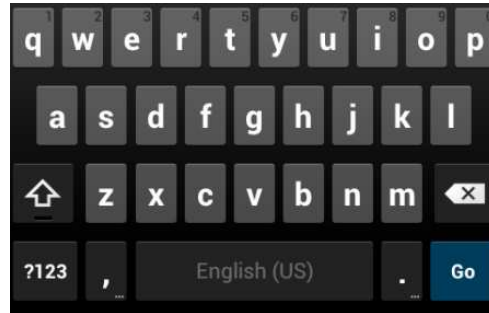 1 2 3 4 5 6 7 8 9
q w e r t y u i o p
a s d f g h j k l
z x c v b n m
?123 , ... English (US) . ... Go